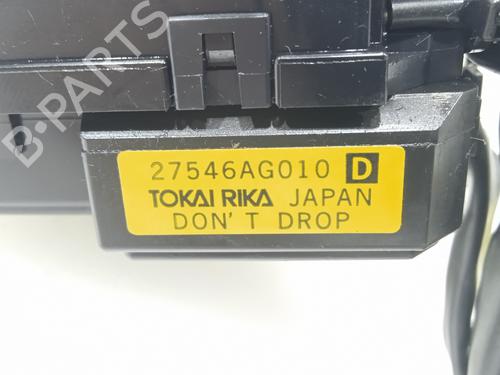 B-PARTS
27546AG010 D
TOKAI RIKA JAPAN
DON'T DROP